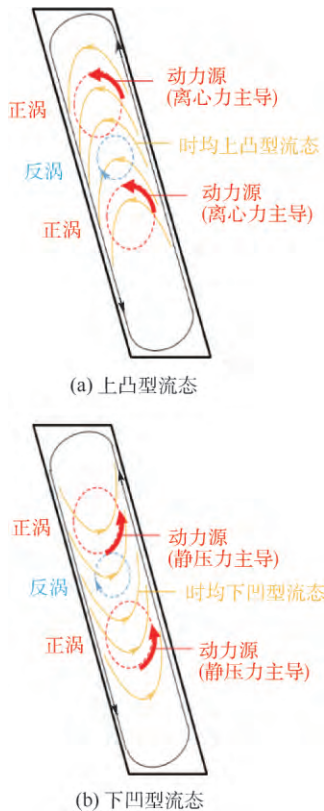 动力源
(离心力主导)
正涡
时均上凸型流态
反涡
动力源
(离心力主导)
正涡
(a) 上凸型流态
正涡
动力源
(静压力主导)
反涡
时均下凹型流态
正涡
动力源
(静压力主导)
(b) 下凹型流态